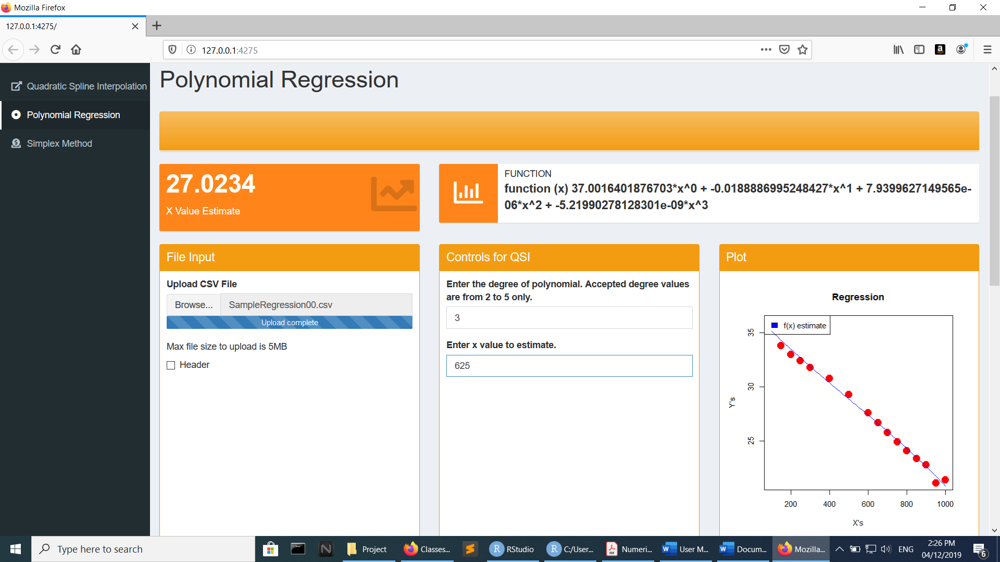 Mozilla Firefox
127.0.0.1:4275/
127.0.0.1:4275
Quadratic Spline Interpolation
Polynomial Regression
Simplex Method
Polynomial Regression
27.0234
X Value Estimate
FUNCTION
function (x) 37.0016401876703*x^0 + -0.0188886995248427*x^1 + 7.9399627149565e-
06*x^2 + -5.21990278128301e-09*x^3
File Input
Upload CSV File
Browse...
SampleRegression00.csv
Upload complete
Max file size to upload is 5MB
Header
Controls for QSI
Enter the degree of polynomial. Accepted degree values
are from 2 to 5 only.
3
Enter x value to estimate.
625
Plot
Regression
f(x) estimate
35
30
25
Y's
200 400 600 800 1000
X's
Type here to search
Project
Classes...
RStudio
C:/User...
Numeri...
User M...
Docum...
Mozilla...
ENG
2:26 PM
04/12/2019
6